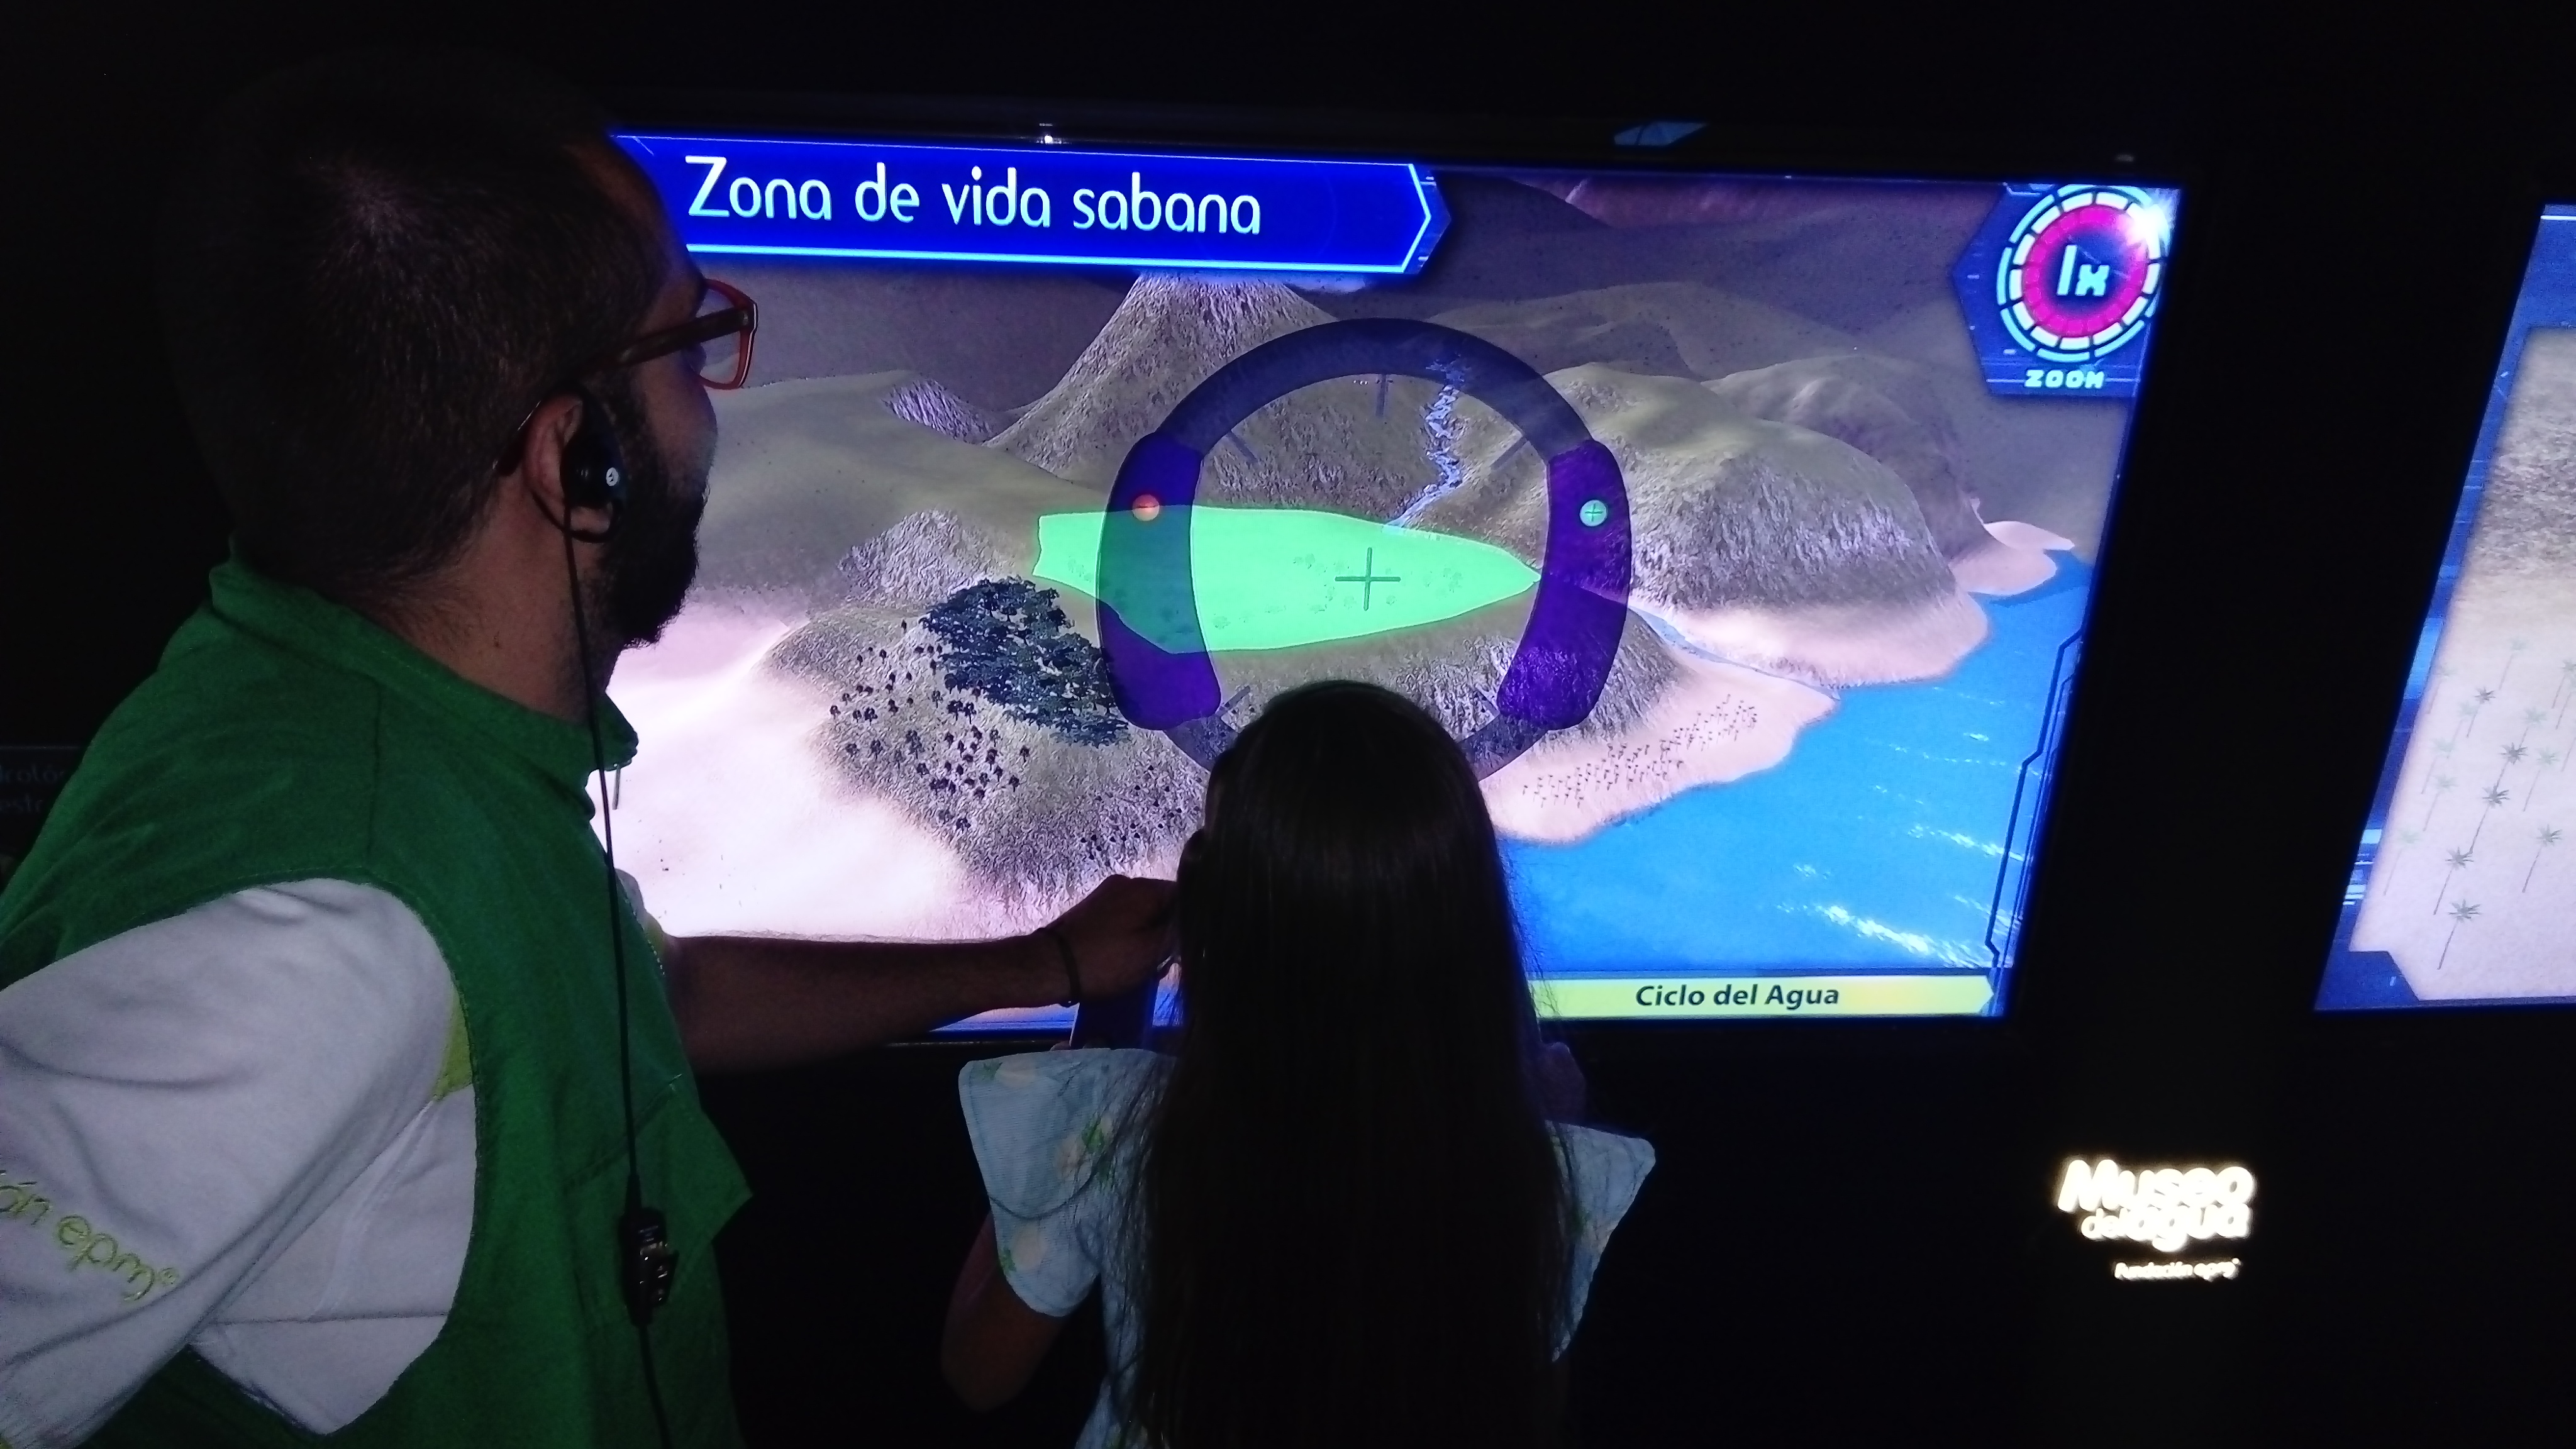 Zona de vida sabana
1x
ZOOM
Ciclo del Agua
Museo
del agua
Fundación epm